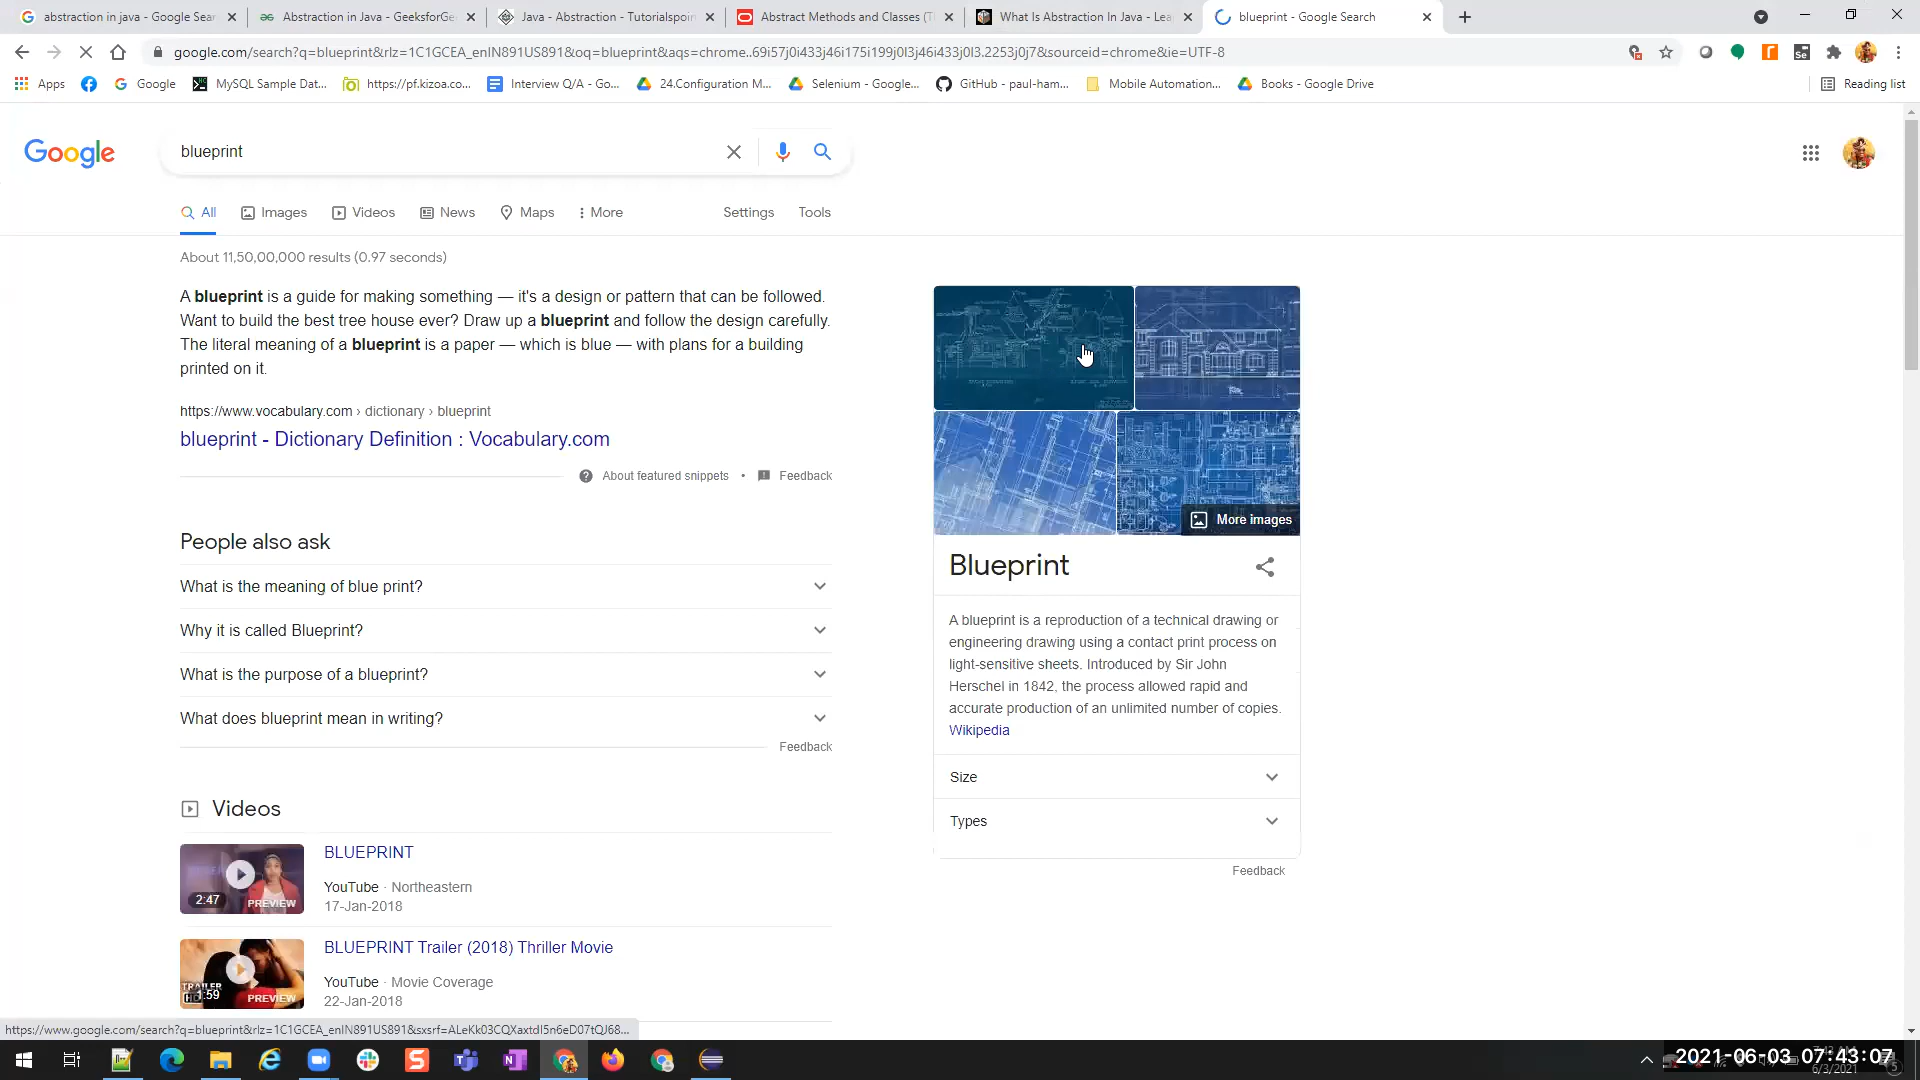 abstraction in java - Google Sear
Abstraction in Java - GeeksforGe
Java - Abstraction - Tutorialspoin
Abstract Methods and Classes (T
What Is Abstraction In Java - Lea
blueprint - Google Search
google.com/search?q=blueprint&rlz=1C1GCEA_enIN891US891&oq=blueprint&aqs=chrome..69i57j0i433j46i175i199j0l3j46i433j0l3.2253j0j7&sourceid=chrome&ie=UTF-8
Apps
Google
MySQL Sample Dat...
https://pf.kizoa.co...
Interview Q/A - Go...
24.Configuration M...
Selenium - Google...
GitHub - paul-ham...
Mobile Automation...
Books - Google Drive
Reading list
Google
blueprint
All
Images
Videos
News
Maps
More
Settings
Tools
About 11,50,00,000 results (0.97 seconds)
A blueprint is a guide for making something — it's a design or pattern that can be followed.
Want to build the best tree house ever? Draw up a blueprint and follow the design carefully.
The literal meaning of a blueprint is a paper — which is blue — with plans for a building
printed on it.
https://www.vocabulary.com › dictionary › blueprint
blueprint - Dictionary Definition : Vocabulary.com
About featured snippets • Feedback
People also ask
What is the meaning of blue print?
Why it is called Blueprint?
What is the purpose of a blueprint?
What does blueprint mean in writing?
Feedback
Videos
2:47
PREVIEW
BLUEPRINT
YouTube · Northeastern
17-Jan-2018
TRAILER
HD
1:59
PREVIEW
BLUEPRINT Trailer (2018) Thriller Movie
YouTube · Movie Coverage
22-Jan-2018
More images
Blueprint
A blueprint is a reproduction of a technical drawing or
engineering drawing using a contact print process on
light-sensitive sheets. Introduced by Sir John
Herschel in 1842, the process allowed rapid and
accurate production of an unlimited number of copies.
Wikipedia
Size
Types
Feedback
https://www.google.com/search?q=blueprint&rlz=1C1GCEA_enIN891US891&sxsrf=ALeKk03CQXaxtdI5n6eD07tQJ68...
2021-06-03 07:43:07
6/3/2021